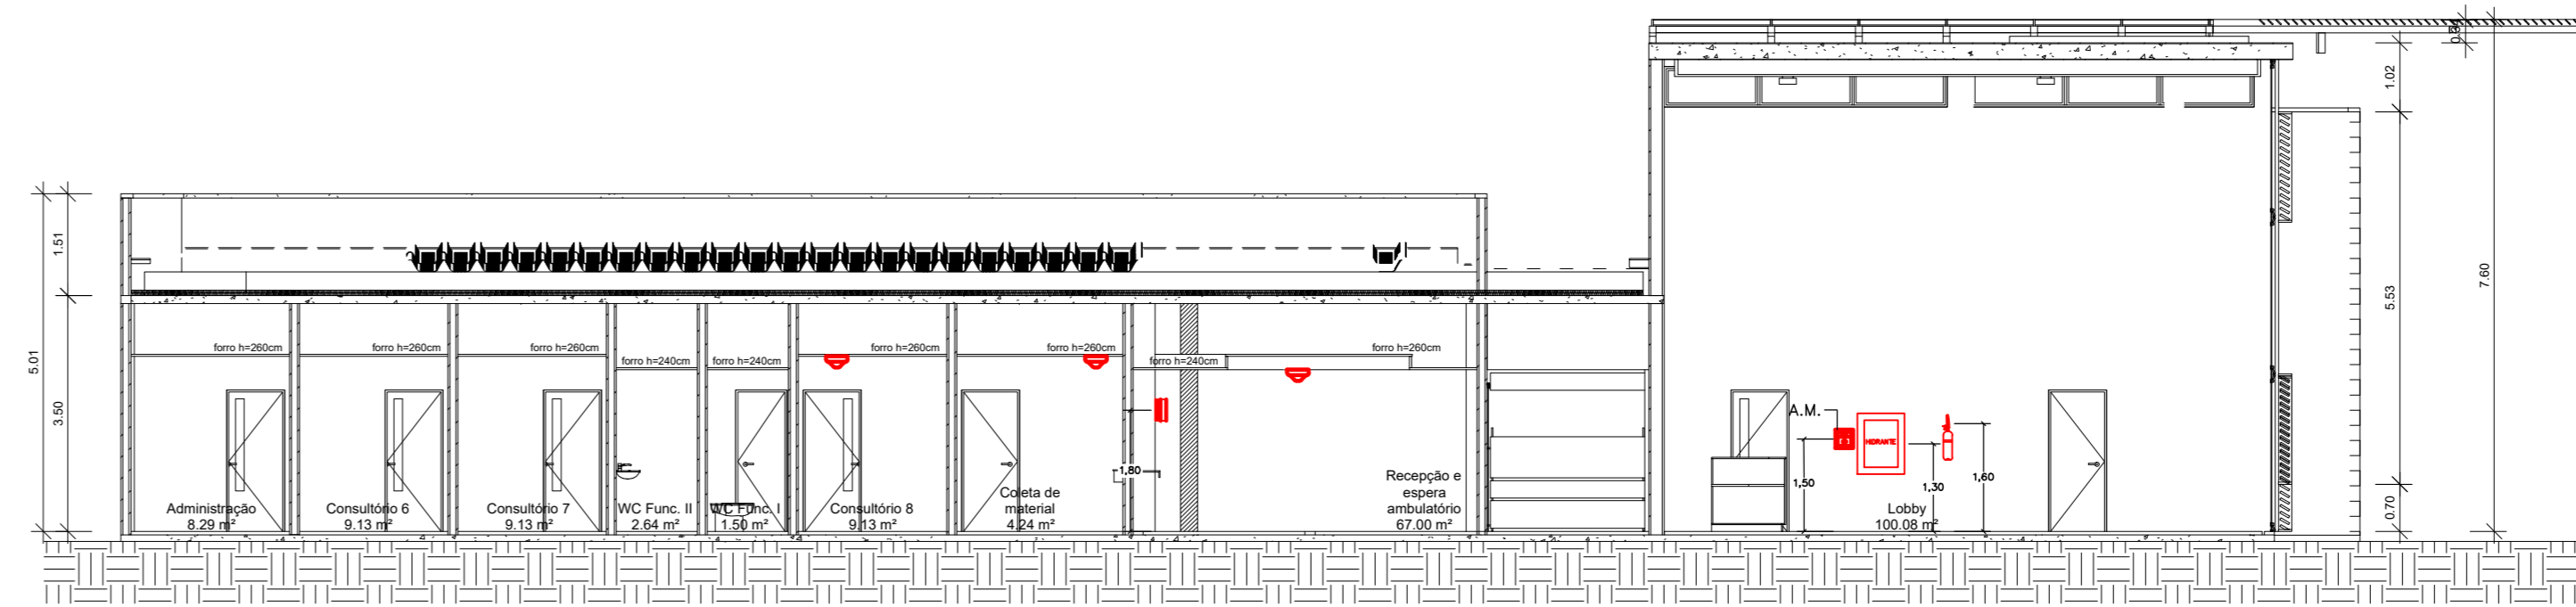 0.34
1.02
5.53
0.70
7.60
1.51
3.50
5.01
forro h=260cm
forro h=260cm
forro h=260cm
forro h=240cm
forro h=240cm
forro h=260cm
forro h=260cm
forro h=240cm
forro h=260cm
A.M.
HIDRANTE
1,80
1,50
1,30
1,60
Administração
8.29 m²
Consultório 6
9.13 m²
Consultório 7
9.13 m²
WC Func. II
2.64 m²
WC Func. I
1.50 m²
Consultório 8
9.13 m²
Coleta de
material
4.24 m²
Recepção e
espera
ambulatório
67.00 m²
Lobby
100.08 m²